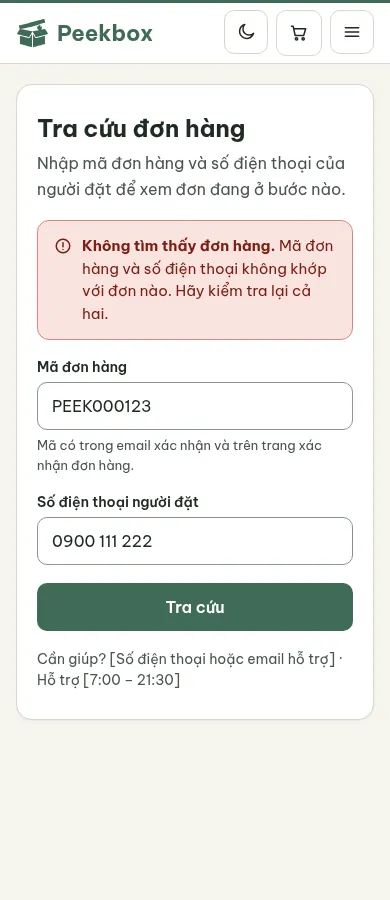 Peekbox
Tra cứu đơn hàng
Nhập mã đơn hàng và số điện thoại của
người đặt để xem đơn đang ở bước nào.
Không tìm thấy đơn hàng. Mã đơn
hàng và số điện thoại không khớp
với đơn nào. Hãy kiểm tra lại cả
hai.
Mã đơn hàng
PEEK000123
Mã có trong email xác nhận và trên trang xác
nhận đơn hàng.
Số điện thoại người đặt
0900 111 222
Tra cứu
Cần giúp? [Số điện thoại hoặc email hỗ trợ] ·
Hỗ trợ [7:00 – 21:30]